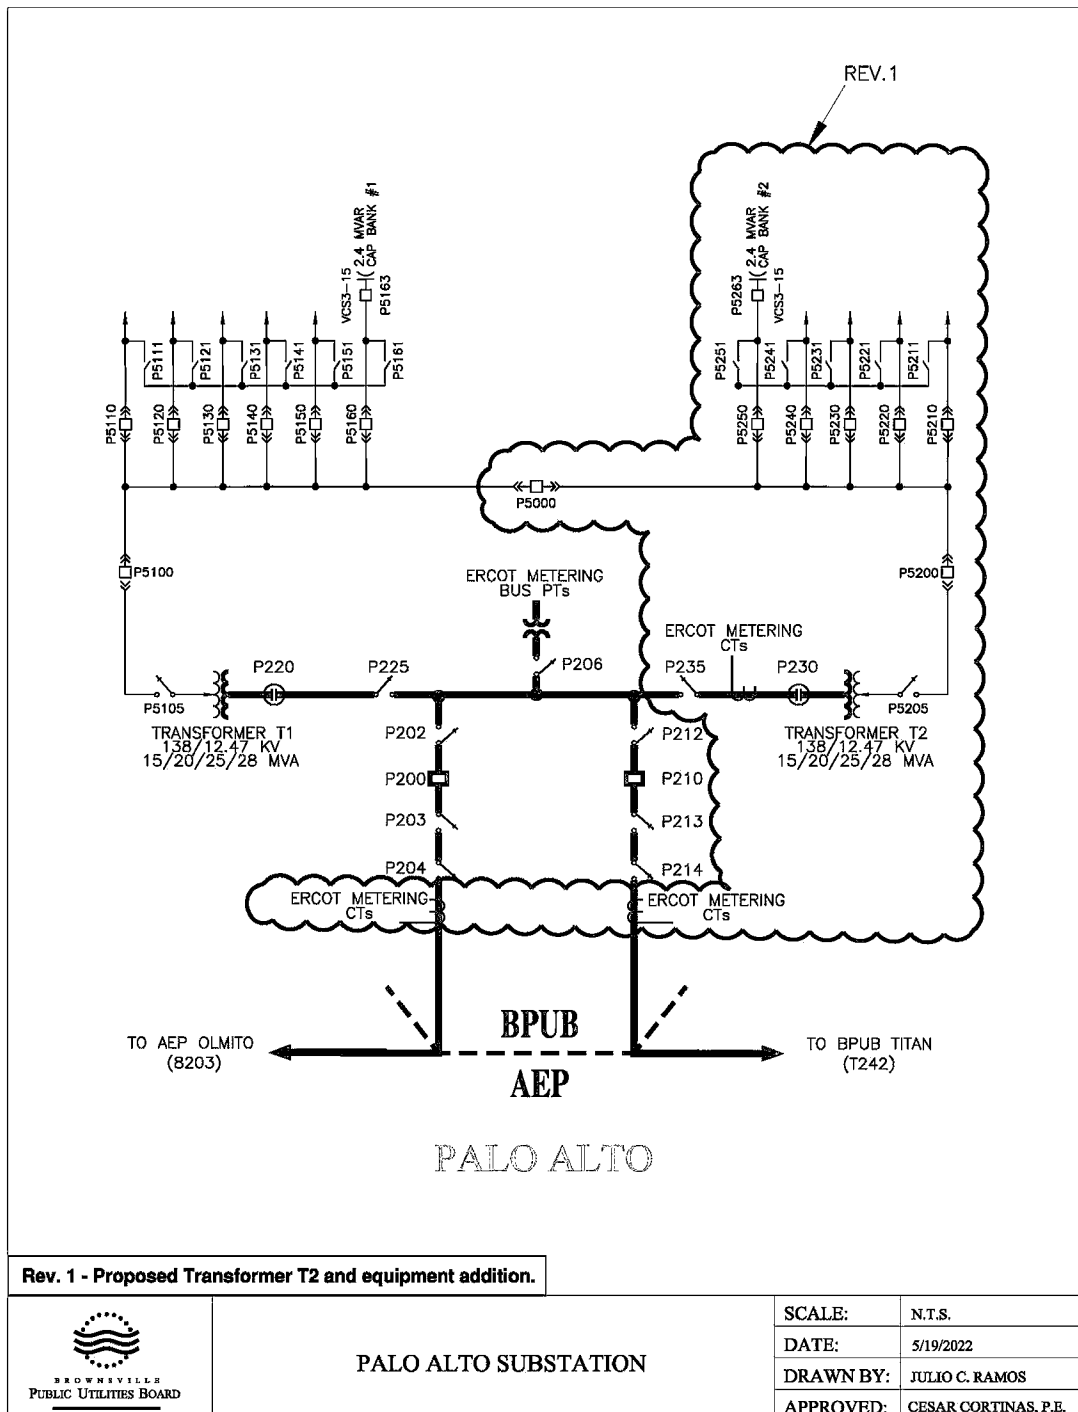 REV.1
VCS3-15
2.4 MVAR
CAP BANK #1
P5163
P5263
2.4 MVAR
CAP BANK #2
VCS3-15
P5111
P5121
P5131
P5141
P5151
P5161
P5251
P5241
P5231
P5221
P5211
P5110
P5120
P5130
P5140
P5150
P5160
P5250
P5240
P5230
P5220
P5210
P5000
P5100
P5200
ERCOT METERING
BUS PTs
ERCOT METERING
CTs
P220
P225
P206
P235
P230
P5105
P5205
TRANSFORMER T1
138/12.47 KV
15/20/25/28 MVA
TRANSFORMER T2
138/12.47 KV
15/20/25/28 MVA
P202
P212
P200
P210
P203
P213
P204
P214
ERCOT METERING
CTs
ERCOT METERING
CTs
BPUB
TO AEP OLMITO
(8203)
TO BPUB TITAN
(T242)
AEP
PALO ALTO
Rev. 1 - Proposed Transformer T2 and equipment addition.
BROWNSVILLE
PUBLIC UTILITIES BOARD
PALO ALTO SUBSTATION
SCALE: N.T.S.
DATE: 5/19/2022
DRAWN BY: JULIO C. RAMOS
APPROVED: CESAR CORTINAS, P.E.